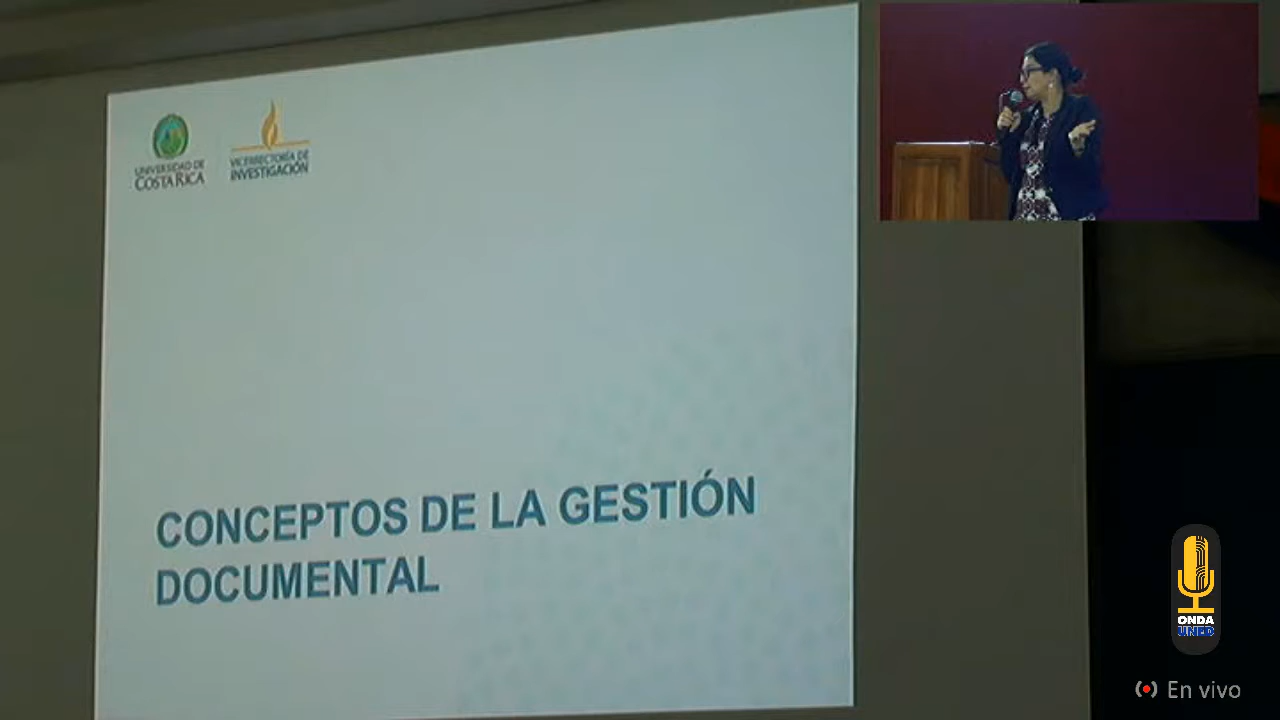 UNIVERSIDAD DE
COSTA RICA
VICERRECTORÍA DE
INVESTIGACIÓN
CONCEPTOS DE LA GESTIÓN
DOCUMENTAL
ONDA
UNED
En vivo